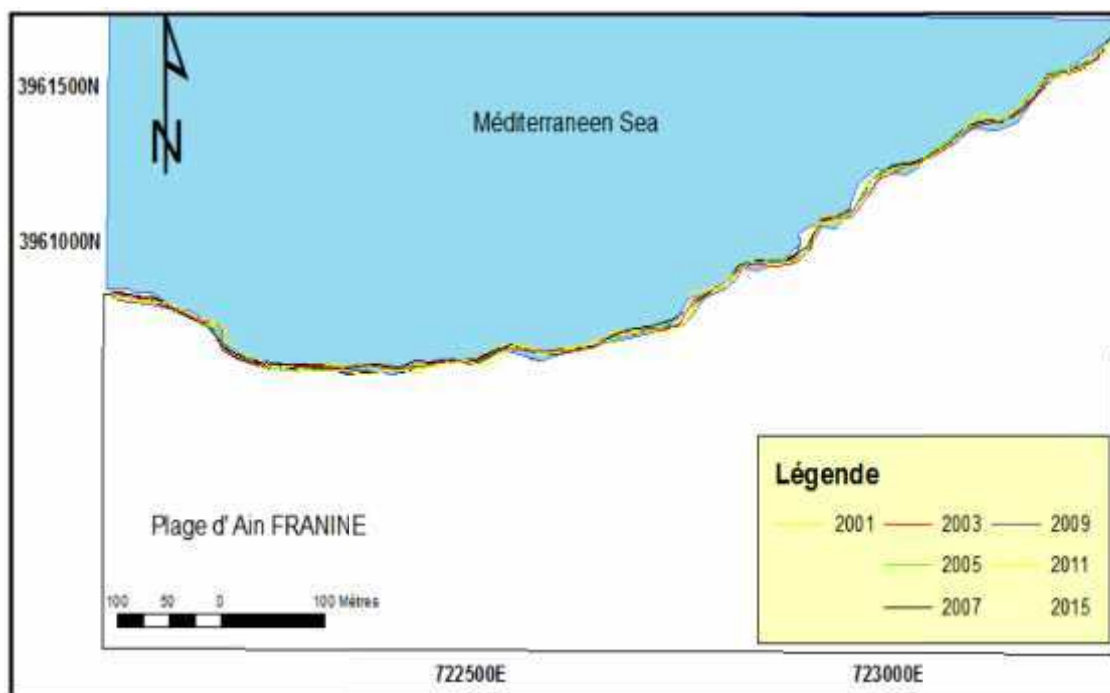 3961500N
N
Méditerraneen Sea
3961000N
Plage d' Ain FRANINE
100 50 0 100 Mètres
Légende
2001 2003 2009
2005 2011
2007 2015
722500E 723000E